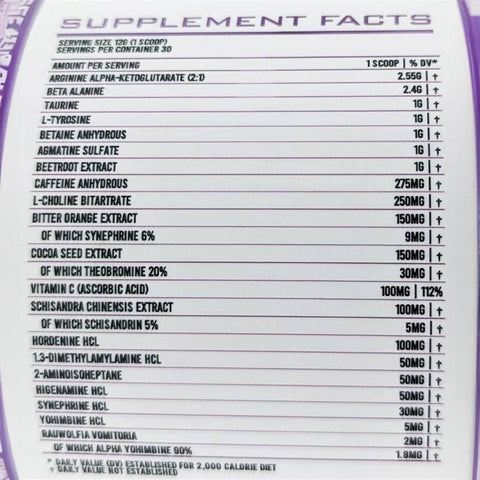 SUPPLEMENT FACTS
SERVING SIZE 12G (1 SCOOP)
SERVINGS PER CONTAINER 30
AMOUNT PER SERVING 1 SCOOP | % DV*
ARGININE ALPHA-KETOGLUTARATE (2:1) 2.55G | †
BETA ALANINE 2.4G | †
TAURINE 1G | †
L-TYROSINE 1G | †
BETAINE ANHYDROUS 1G | †
AGMATINE SULFATE 1G | †
BEETROOT EXTRACT 1G | †
CAFFEINE ANHYDROUS 275MG | †
L-CHOLINE BITARTRATE 250MG | †
BITTER ORANGE EXTRACT 150MG | †
OF WHICH SYNEPHRINE 6% 9MG | †
COCOA SEED EXTRACT 150MG | †
OF WHICH THEOBROMINE 20% 30MG | †
VITAMIN C (ASCORBIC ACID) 100MG | 112%
SCHISANDRA CHINENSIS EXTRACT 100MG | †
OF WHICH SCHISANDRIN 5% 5MG | †
HORDENINE HCL 100MG | †
1,3-DIMETHYLAMYLAMINE HCL 50MG | †
2-AMINOISOHEPTANE 50MG | †
HIGENAMINE HCL 50MG | †
SYNEPHRINE HCL 30MG | †
YOHIMBINE HCL 5MG | †
RAUWOLFIA VOMITORIA 2MG | †
OF WHICH ALPHA YOHIMBINE 90% 1.8MG | †
* DAILY VALUE (DV) ESTABLISHED FOR 2,000 CALORIE DIET
† DAILY VALUE NOT ESTABLISHED